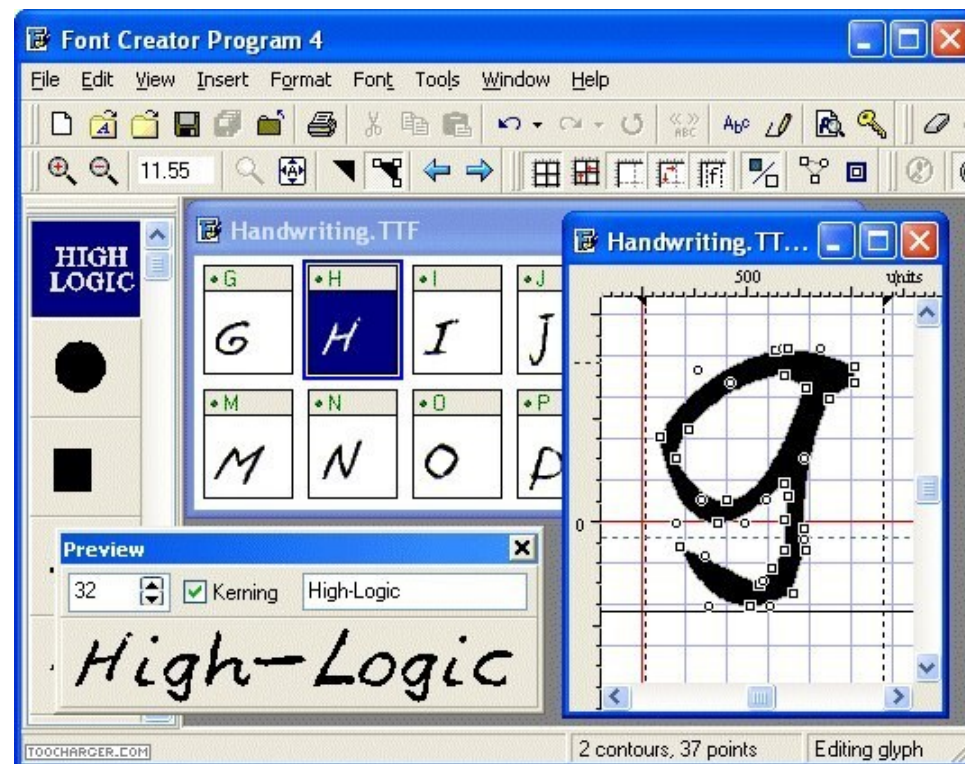 Font Creator Program 4
File Edit View Insert Format Font Tools Window Help
ABC Abc
11.55
Handwriting.TTF
Handwriting.TT...
HIGH
LOGIC
G H I J
G H I J
M N O P
M N O P
500 units
0
Preview
32 Kerning High-Logic
High-Logic
TOOCHARGER.COM
2 contours, 37 points Editing glyph